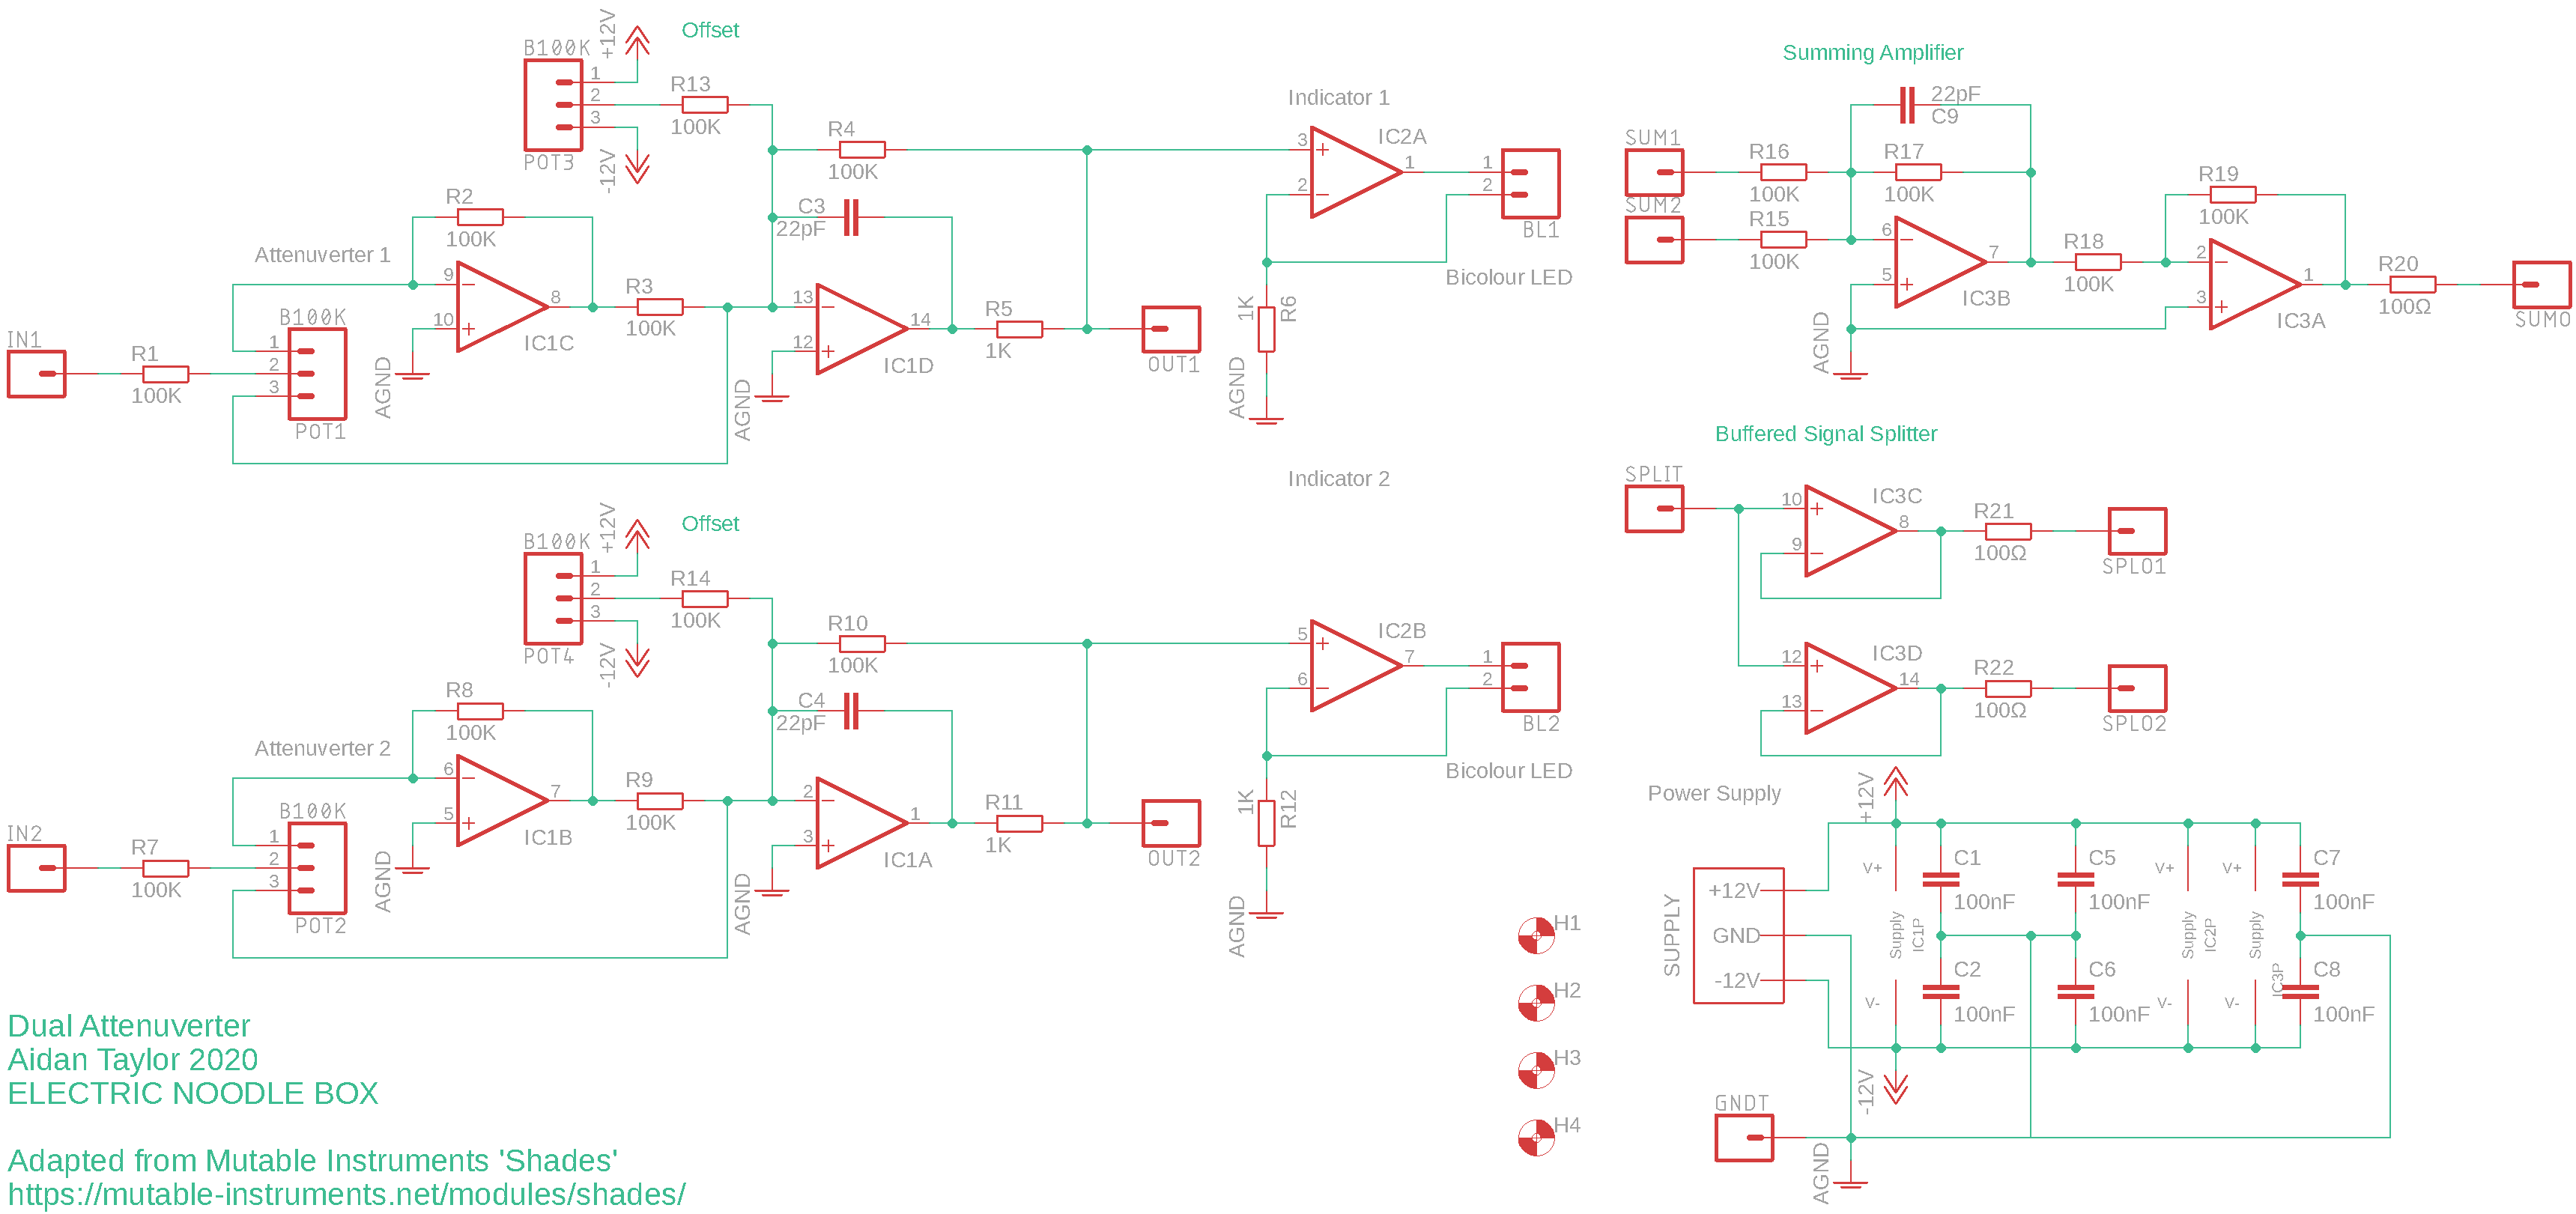 Offset
+12V
B100K
1
2
3
POT3
-12V
R13
100K
R4
100K
C3
22pF
R2
100K
Attenuverter 1
9
10
8
IC1C
AGND
IN1
R1
100K
B100K
1
2
3
POT1
R3
100K
13
12
14
IC1D
AGND
R5
1K
OUT1
Indicator 1
3
2
1
IC2A
1
2
BL1
Bicolour LED
1K
R6
AGND
Summing Amplifier
22pF
C9
SUM1
R16
100K
R17
100K
SUM2
R15
100K
6
5
7
IC3B
AGND
R18
100K
R19
100K
2
3
1
IC3A
R20
100Ω
SUMO
Buffered Signal Splitter
SPLIT
10
9
8
IC3C
R21
100Ω
SPLO1
12
13
14
IC3D
R22
100Ω
SPLO2
Offset
+12V
B100K
1
2
3
POT4
-12V
R14
100K
R10
100K
C4
22pF
R8
100K
Attenuverter 2
6
5
7
IC1B
AGND
IN2
R7
100K
B100K
1
2
3
POT2
R9
100K
2
3
1
IC1A
AGND
R11
1K
OUT2
Indicator 2
5
6
7
IC2B
1
2
BL2
Bicolour LED
1K
R12
AGND
Power Supply
+12V
SUPPLY
+12V
GND
-12V
V+
Supply
IC1P
V-
C1
100nF
C2
100nF
C5
100nF
C6
100nF
V+
Supply
IC2P
V-
V+
Supply
IC3P
V-
C7
100nF
C8
100nF
-12V
GNDT
AGND
H1
H2
H3
H4
Dual Attenuverter
Aidan Taylor 2020
ELECTRIC NOODLE BOX
Adapted from Mutable Instruments 'Shades'
https://mutable-instruments.net/modules/shades/